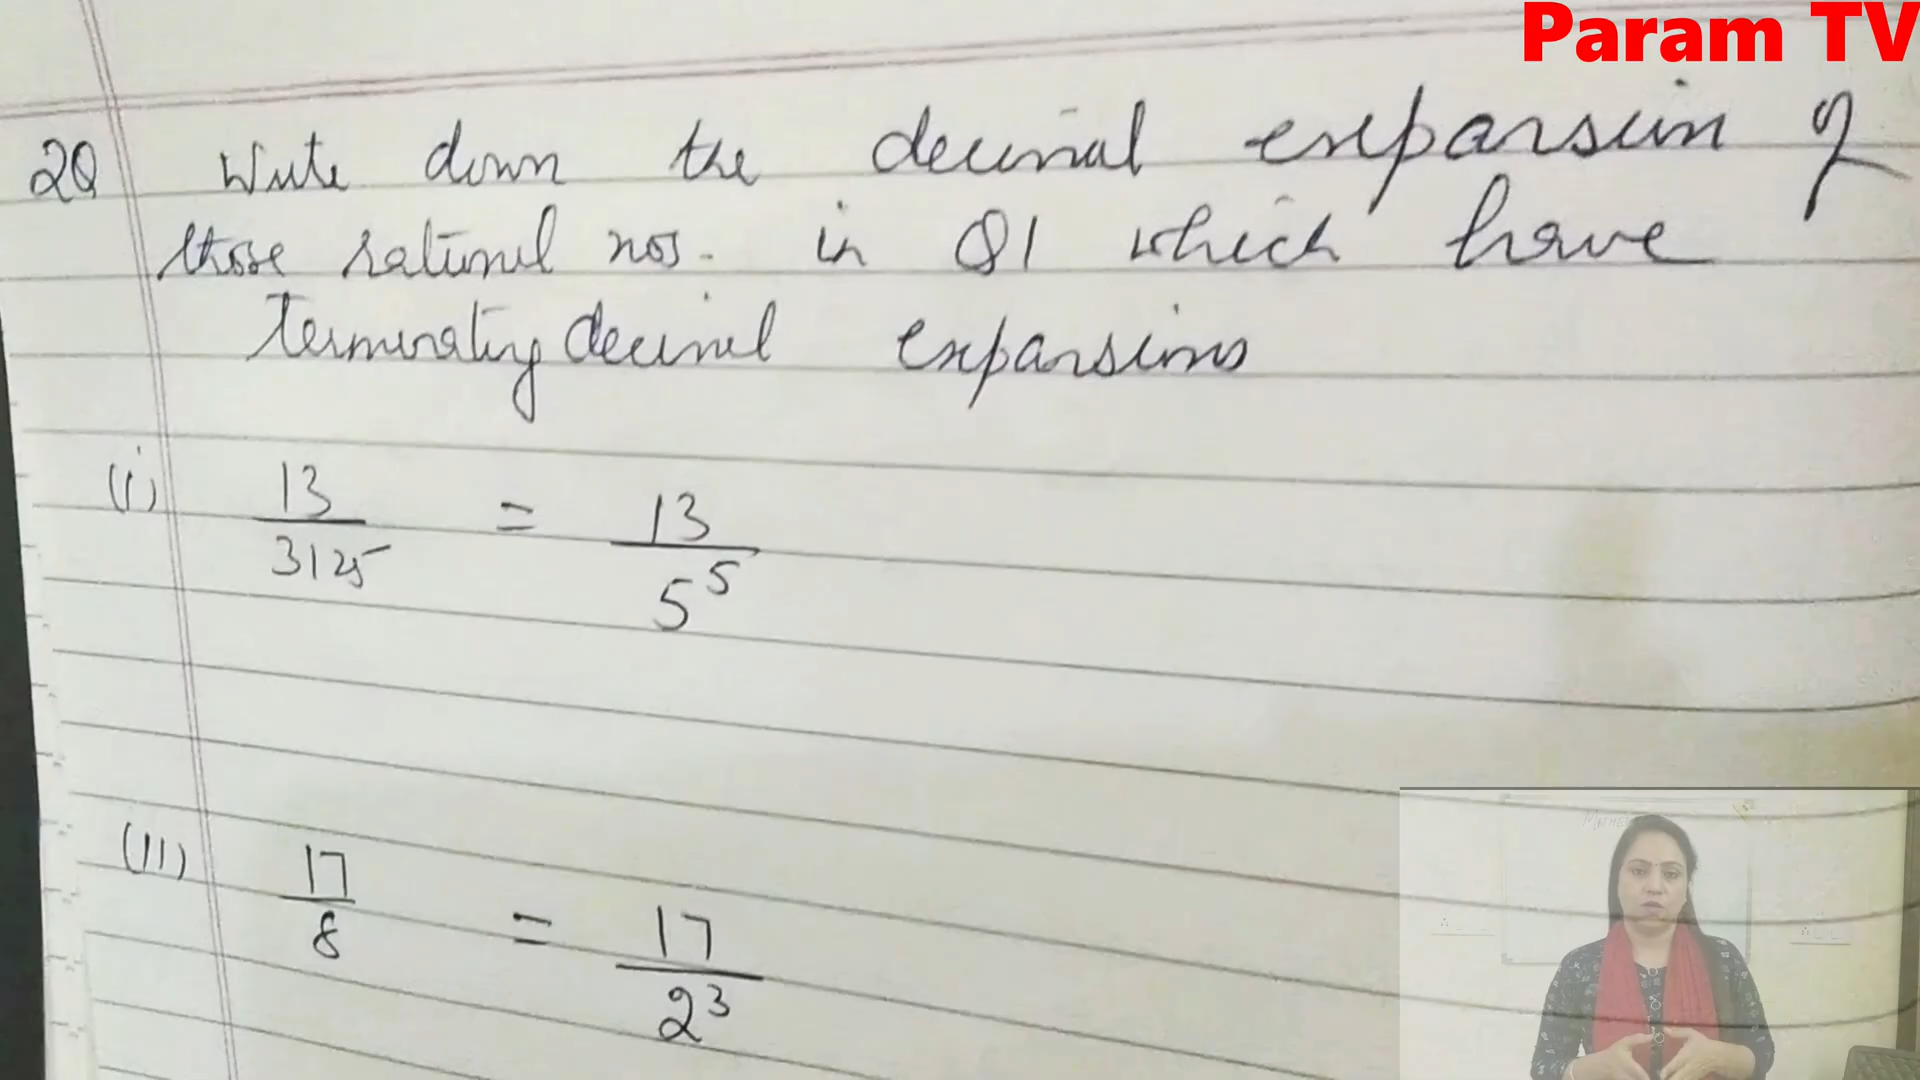 Param TV
2Q Write down the decimal expansion of
those rational nos. in Q1 which have
terminating decimal expansions
(i) 13/3125 = 13/5^5
(ii) 17/8 = 17/2^3